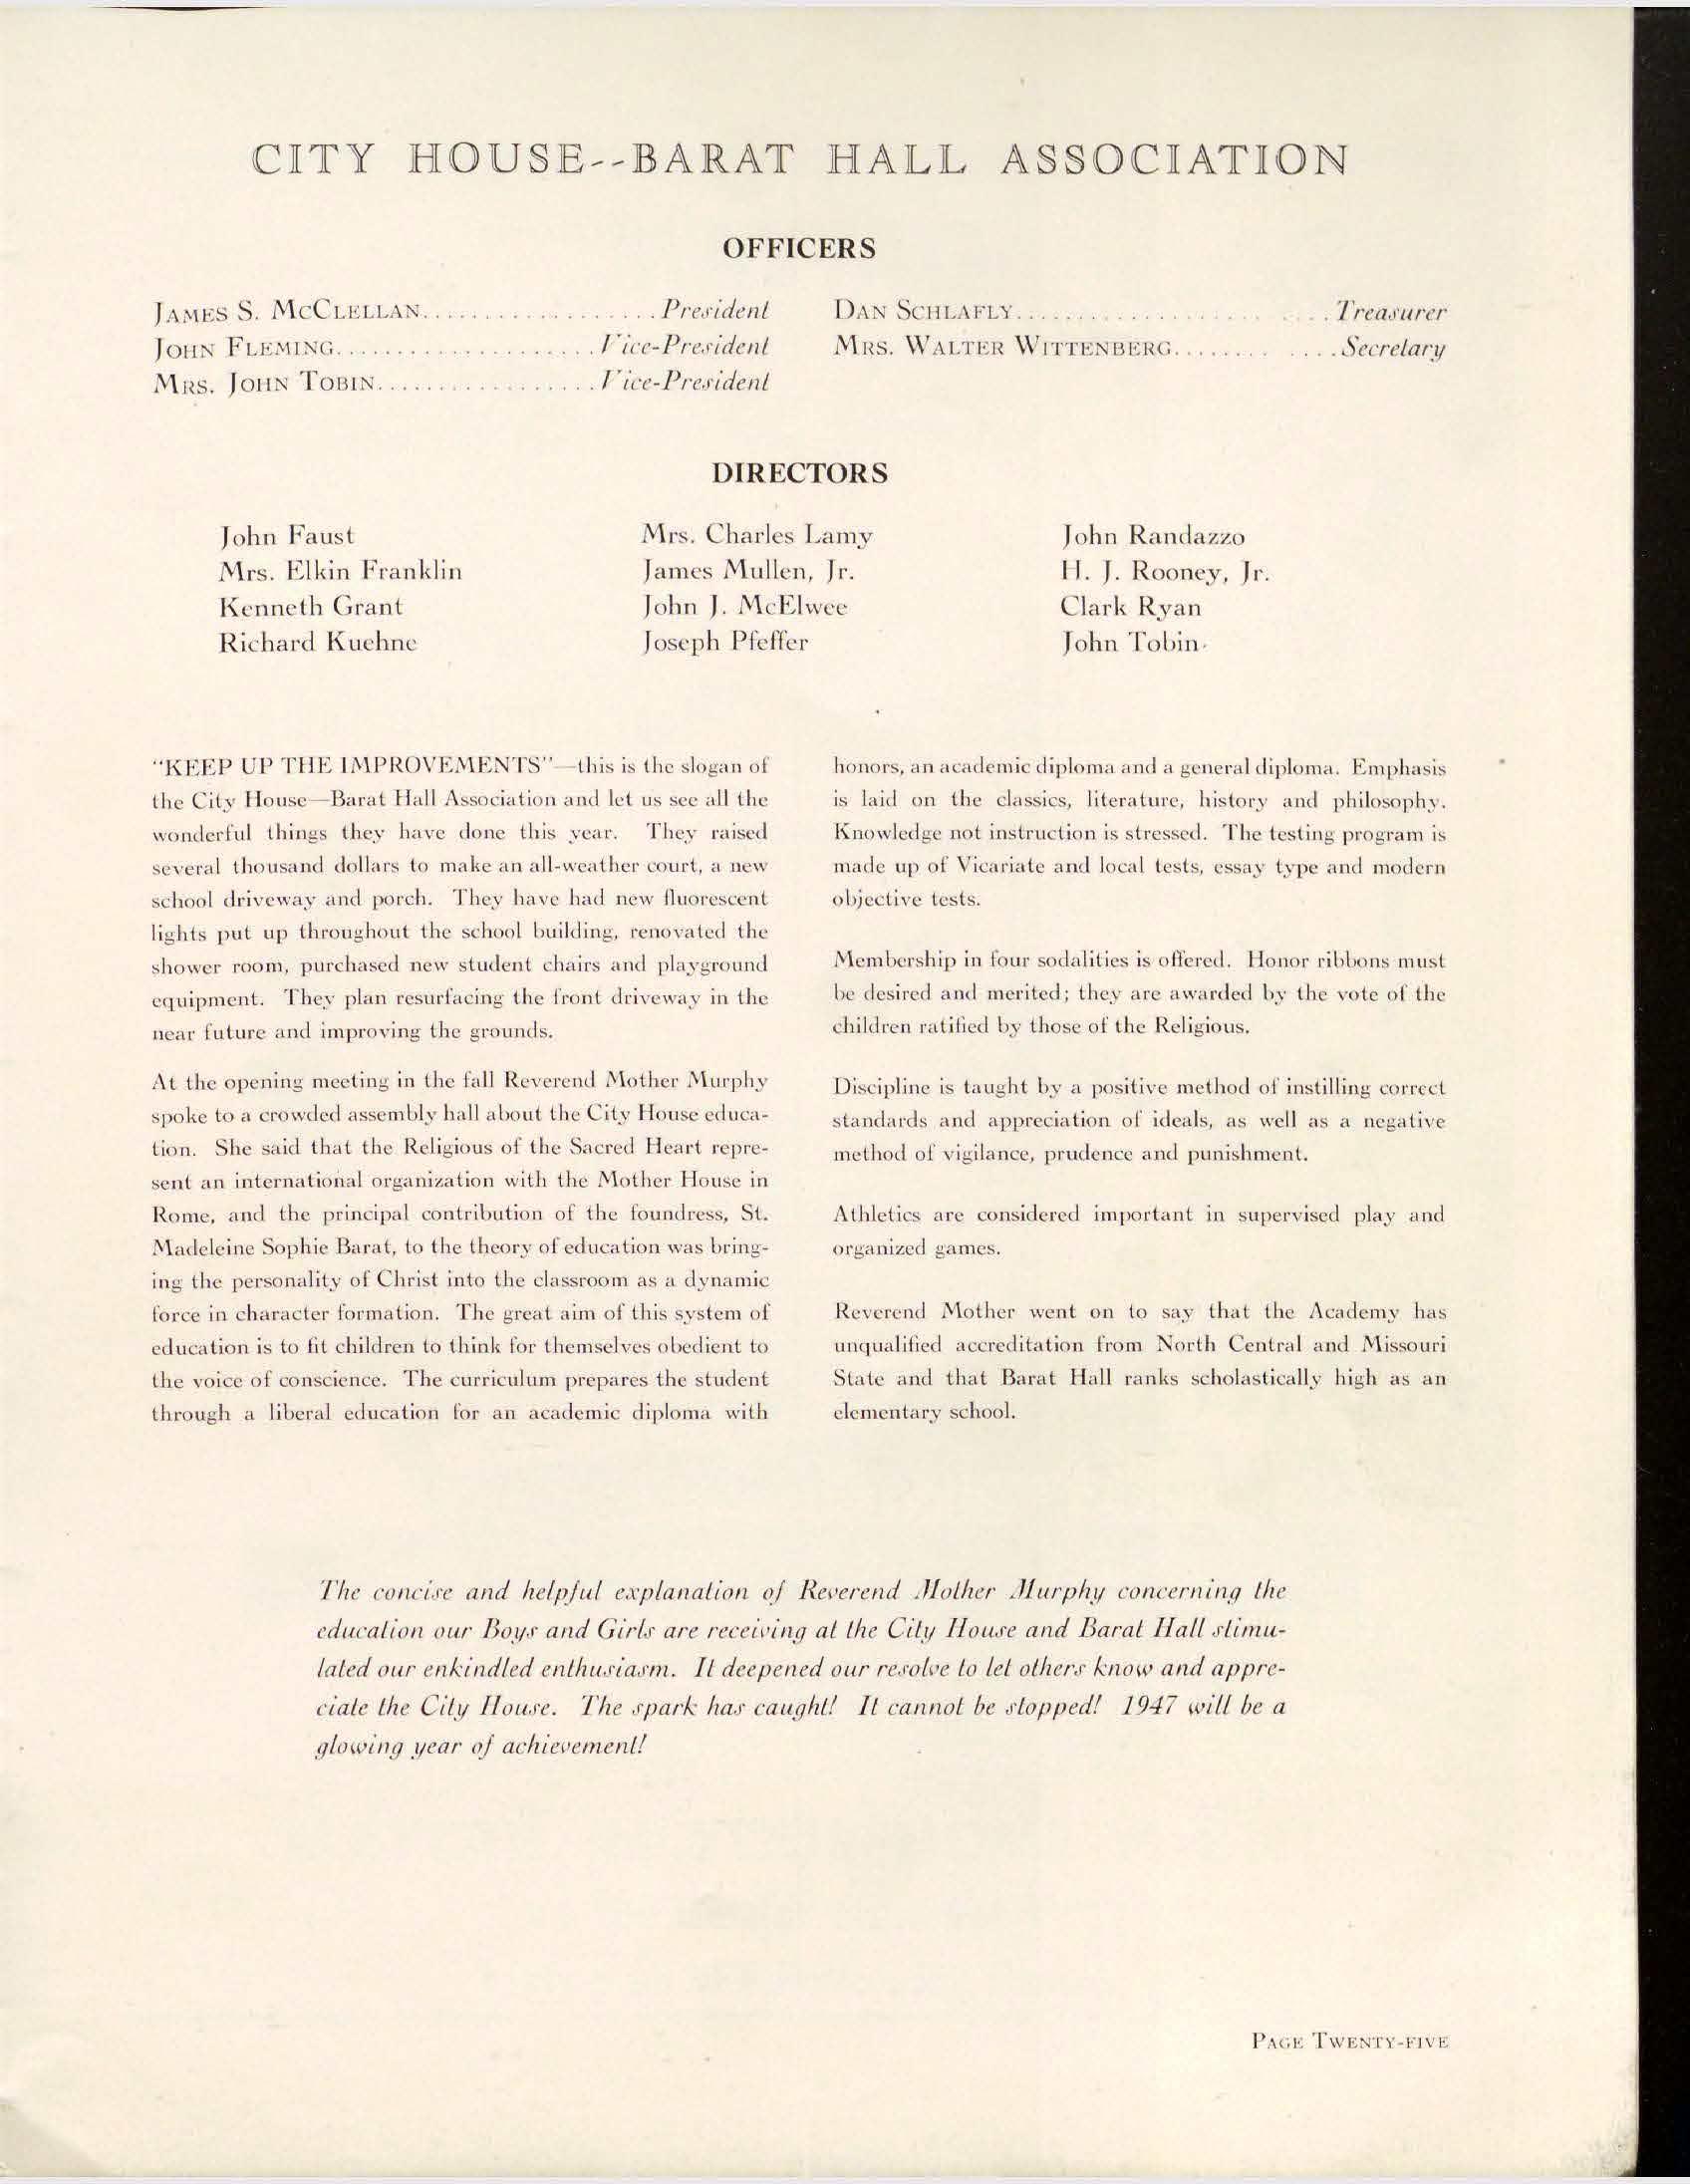 CITY HOUSE--BARAT HALL ASSOCIATION
OFFICERS
JAMES S. MCCLELLAN..................President
JOHN FLEMING.....................Vice-President
MRS. JOHN TOBIN..................Vice-President
DAN SCHLAFLY.........................Treasurer
MRS. WALTER WITTENBERG............Secretary
DIRECTORS
John Faust
Mrs. Elkin Franklin
Kenneth Grant
Richard Kuehne
Mrs. Charles Lamy
James Mullen, Jr.
John J. McElwee
Joseph Pfeffer
John Randazzo
H. J. Rooney, Jr.
Clark Ryan
John Tobin
"KEEP UP THE IMPROVEMENTS"—this is the slogan of
the City House—Barat Hall Association and let us see all the
wonderful things they have done this year. They raised
several thousand dollars to make an all-weather court, a new
school driveway and porch. They have had new fluorescent
lights put up throughout the school building, renovated the
shower room, purchased new student chairs and playground
equipment. They plan resurfacing the front driveway in the
near future and improving the grounds.
At the opening meeting in the fall Reverend Mother Murphy
spoke to a crowded assembly hall about the City House educa-
tion. She said that the Religious of the Sacred Heart repre-
sent an international organization with the Mother House in
Rome, and the principal contribution of the foundress, St.
Madeleine Sophie Barat, to the theory of education was bring-
ing the personality of Christ into the classroom as a dynamic
force in character formation. The great aim of this system of
education is to fit children to think for themselves obedient to
the voice of conscience. The curriculum prepares the student
through a liberal education for an academic diploma with
honors, an academic diploma and a general diploma. Emphasis
is laid on the classics, literature, history and philosophy.
Knowledge not instruction is stressed. The testing program is
made up of Vicariate and local tests, essay type and modern
objective tests.
Membership in four sodalities is offered. Honor ribbons must
be desired and merited; they are awarded by the vote of the
children ratified by those of the Religious.
Discipline is taught by a positive method of instilling correct
standards and appreciation of ideals, as well as a negative
method of vigilance, prudence and punishment.
Athletics are considered important in supervised play and
organized games.
Reverend Mother went on to say that the Academy has
unqualified accreditation from North Central and Missouri
State and that Barat Hall ranks scholastically high as an
elementary school.
The concise and helpful explanation of Reverend Mother Murphy concerning the
education our Boys and Girls are receiving at the City House and Barat Hall stimu-
lated our enkindled enthusiasm. It deepened our resolve to let others know and appre-
ciate the City House. The spark has caught! It cannot be stopped! 1947 will be a
glowing year of achievement!
PAGE TWENTY-FIVE